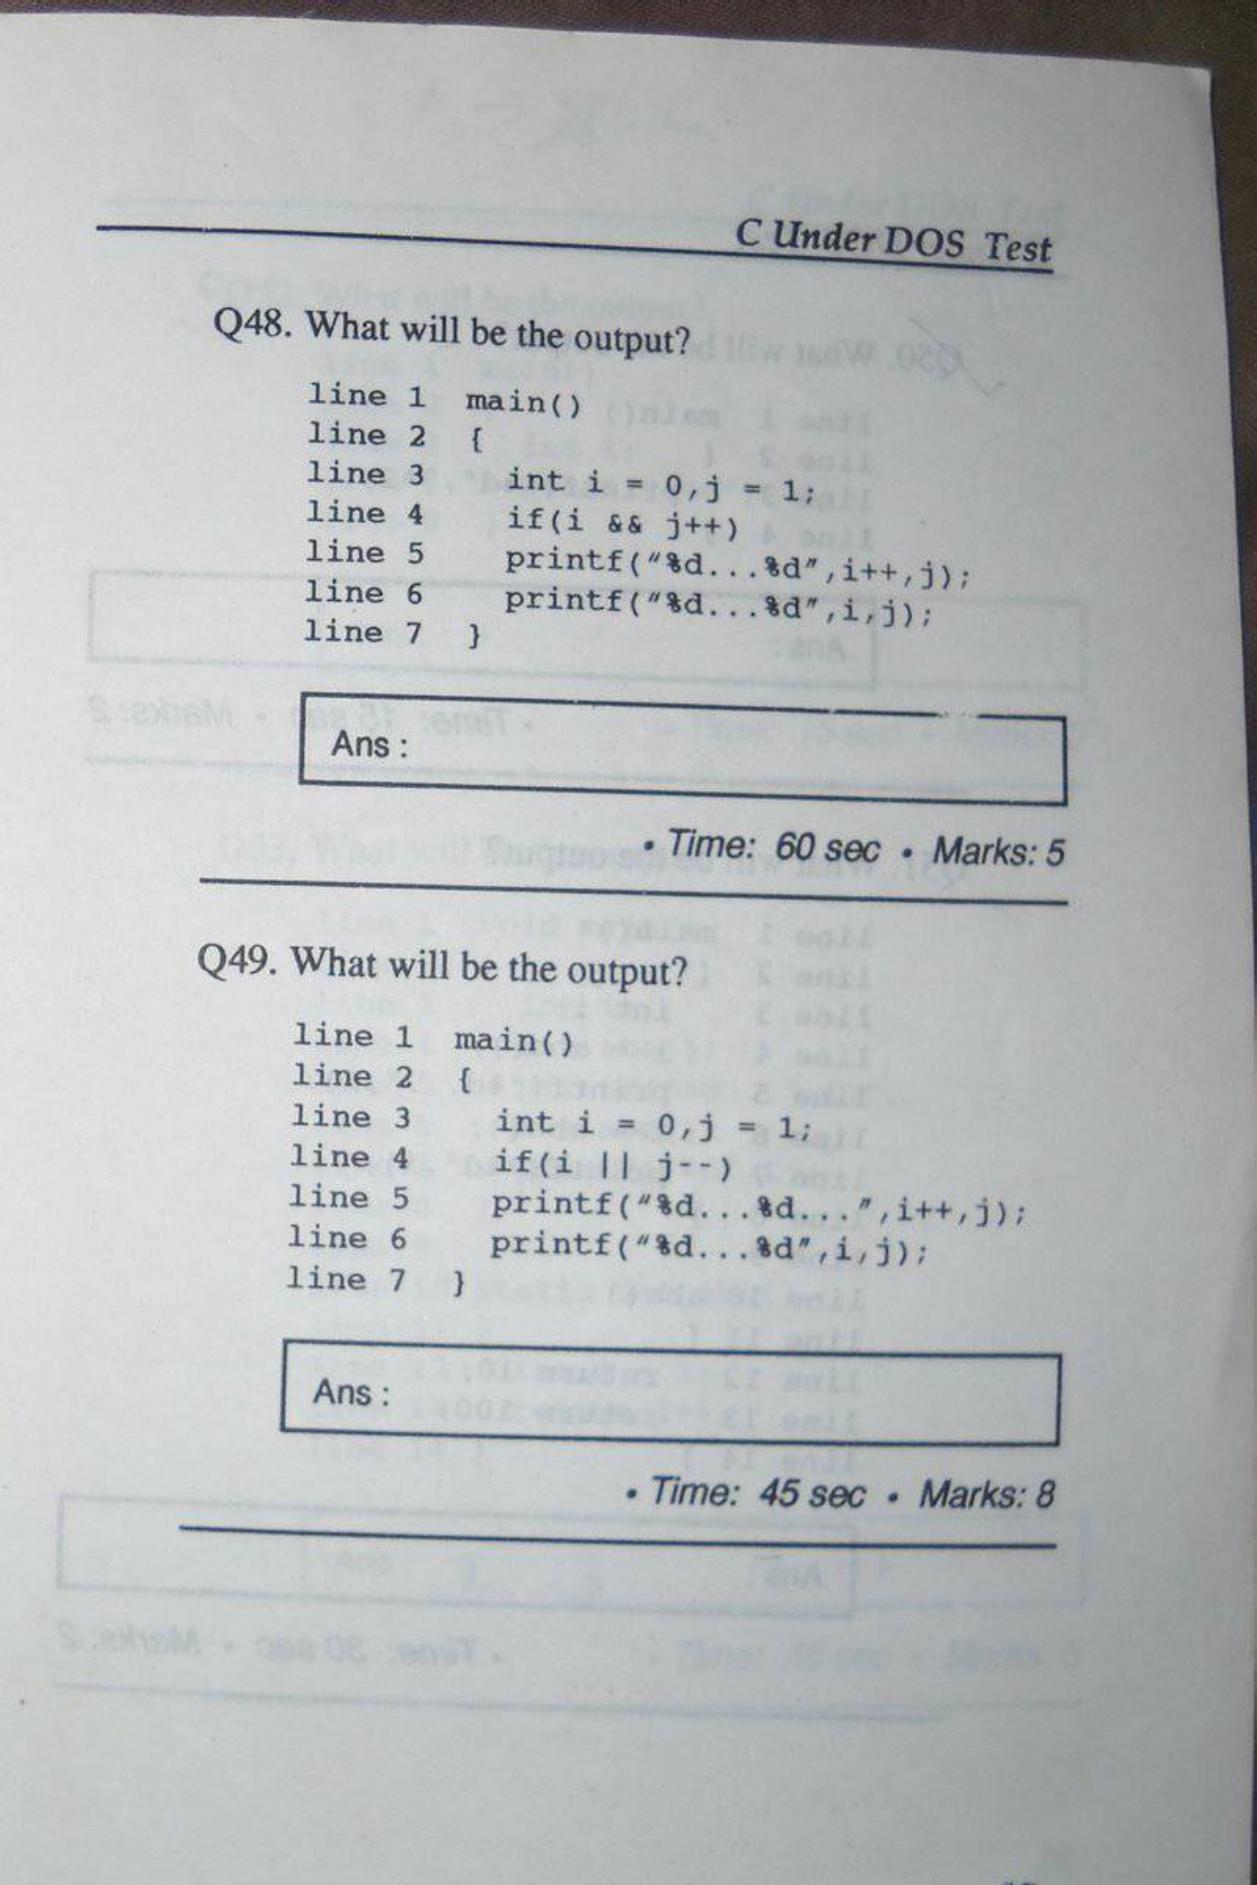 C Under DOS Test
Q48. What will be the output?
line 1 main()
line 2 {
line 3 int i = 0,j = 1;
line 4 if(i && j++)
line 5 printf("%d...%d",i++,j);
line 6 printf("%d...%d",i,j);
line 7 }
Ans :
• Time: 60 sec • Marks: 5
Q49. What will be the output?
line 1 main()
line 2 {
line 3 int i = 0,j = 1;
line 4 if(i || j--)
line 5 printf("%d...%d...",i++,j);
line 6 printf("%d...%d",i,j);
line 7 }
Ans :
• Time: 45 sec • Marks: 8